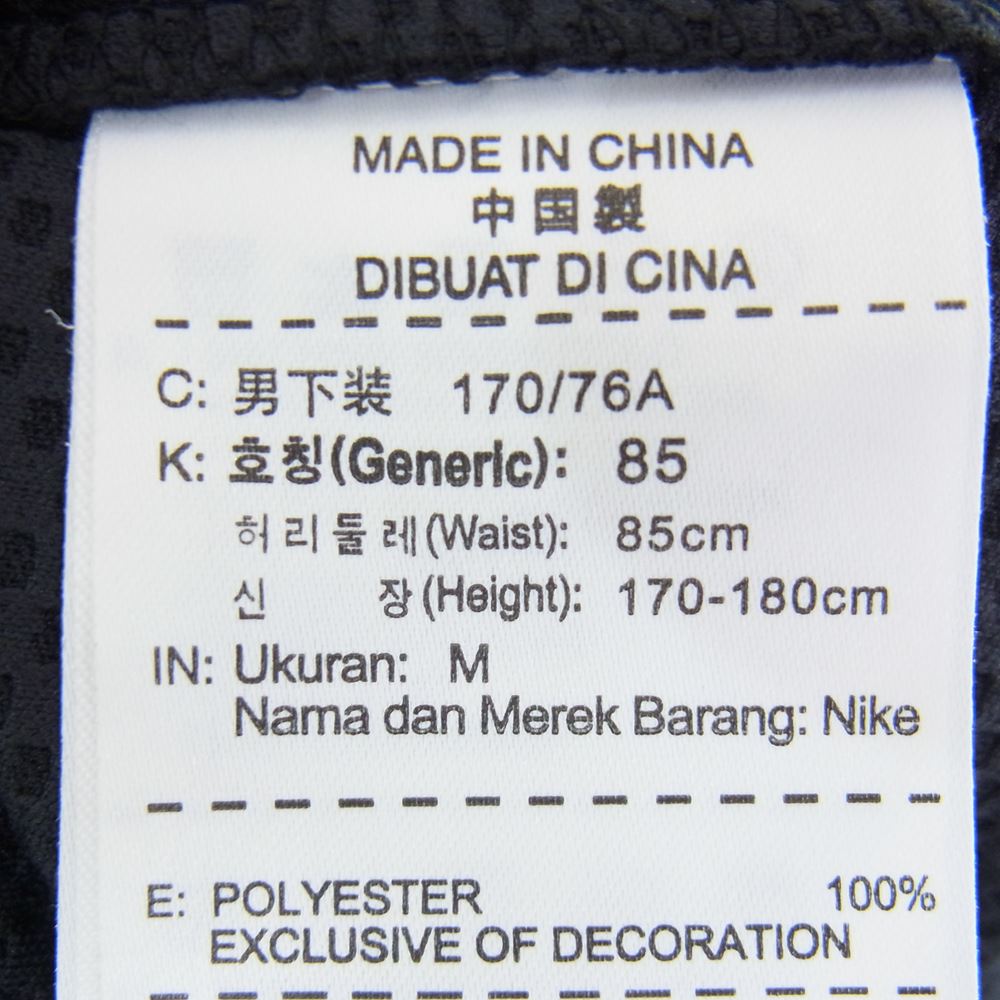 MADE IN CHINA
中国製
DIBUAT DI CINA
C: 男下装 170/76A
K: 호칭(Generic): 85
허리둘레(Waist): 85cm
신 장(Height): 170-180cm
IN: Ukuran: M
Nama dan Merek Barang: Nike
E: POLYESTER 100%
EXCLUSIVE OF DECORATION